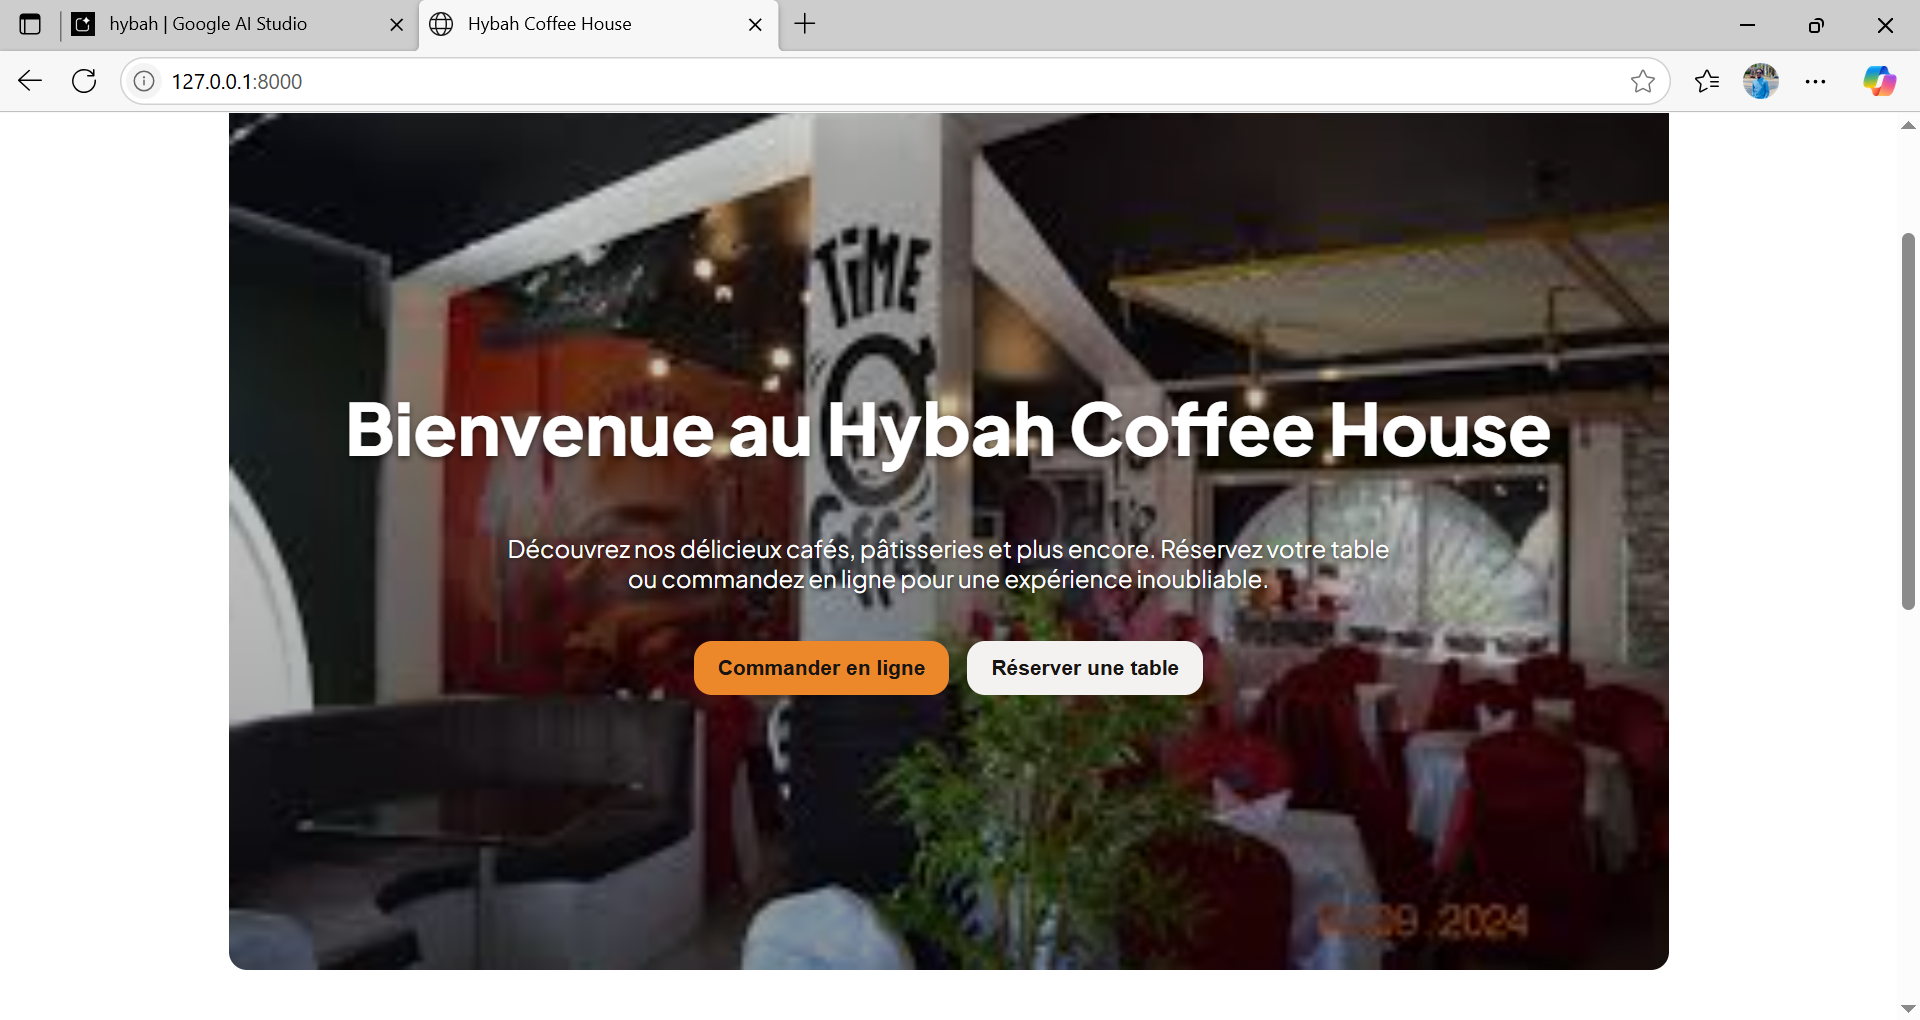 hybah | Google AI Studio
Hybah Coffee House
127.0.0.1:8000
TiME
Bienvenue au Hybah Coffee House
Découvrez nos délicieux cafés, pâtisseries et plus encore. Réservez votre table
ou commandez en ligne pour une expérience inoubliable.
Commander en ligne
Réserver une table
09.2024